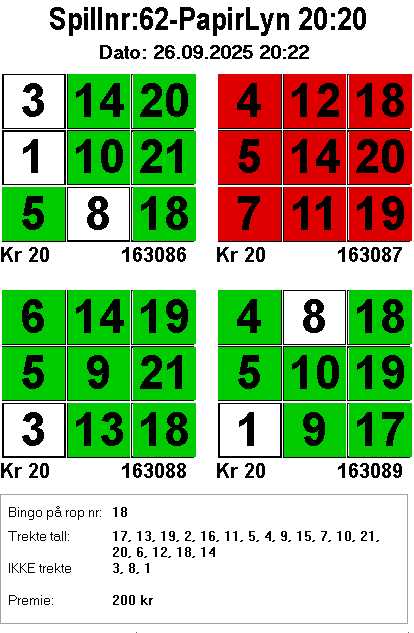 Spillnr:62-PapirLyn 20:20
Dato: 26.09.2025 20:22
3 14 20
1 10 21
5 8 18
Kr 20 163086
4 12 18
5 14 20
7 11 19
Kr 20 163087
6 14 19
5 9 21
3 13 18
Kr 20 163088
4 8 18
5 10 19
1 9 17
Kr 20 163089
Bingo på rop nr: 18
Trekte tall: 17, 13, 19, 2, 16, 11, 5, 4, 9, 15, 7, 10, 21,
20, 6, 12, 18, 14
IKKE trekte 3, 8, 1
Premie: 200 kr